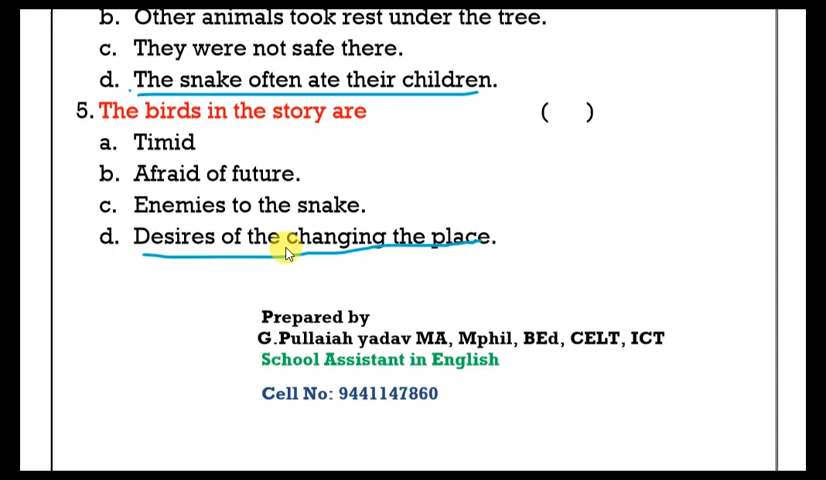 b. Other animals took rest under the tree.
c. They were not safe there.
d. The snake often ate their children.
5. The birds in the story are ( )
a. Timid
b. Afraid of future.
c. Enemies to the snake.
d. Desires of the changing the place.
Prepared by
G.Pullaiah yadav MA, Mphil, BEd, CELT, ICT
School Assistant in English
Cell No: 9441147860